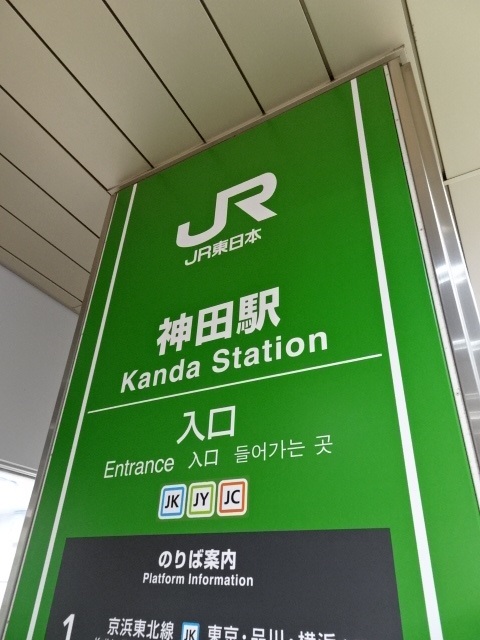 JR
JR東日本
神田駅
Kanda Station
入口
Entrance 入口 들어가는 곳
JK JY JC
のりば案内
Platform Information
1 京浜東北線 JK 東京・品川・横浜